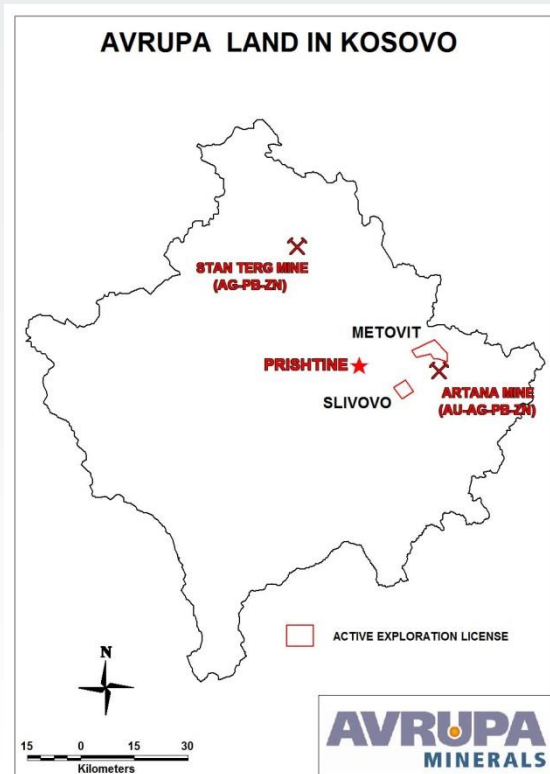 AVRUPA LAND IN KOSOVO
STAN TERG MINE
(AG-PB-ZN)
METOVIT
PRISHTINE
SLIVOVO
ARTANA MINE
(AU-AG-PB-ZN)
ACTIVE EXPLORATION LICENSE
N
15 0 15 30
Kilometers
AVRUPA
MINERALS